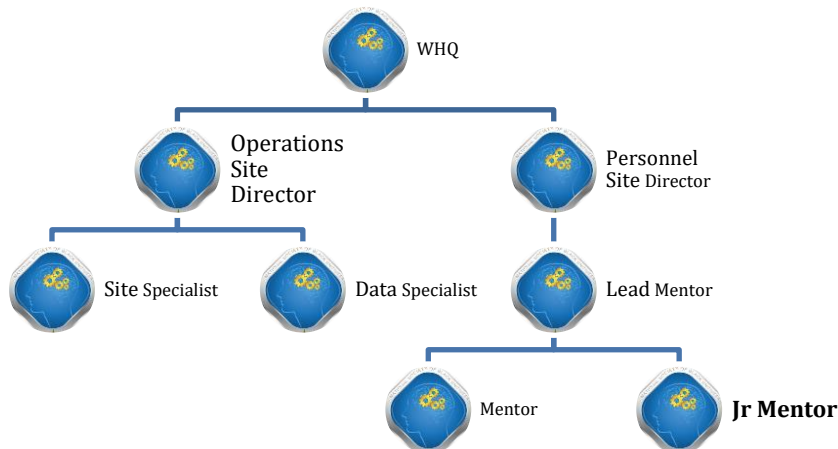 WHQ
Operations
Site
Director
Personnel
Site Director
Site Specialist
Data Specialist
Lead Mentor
Mentor
Jr Mentor